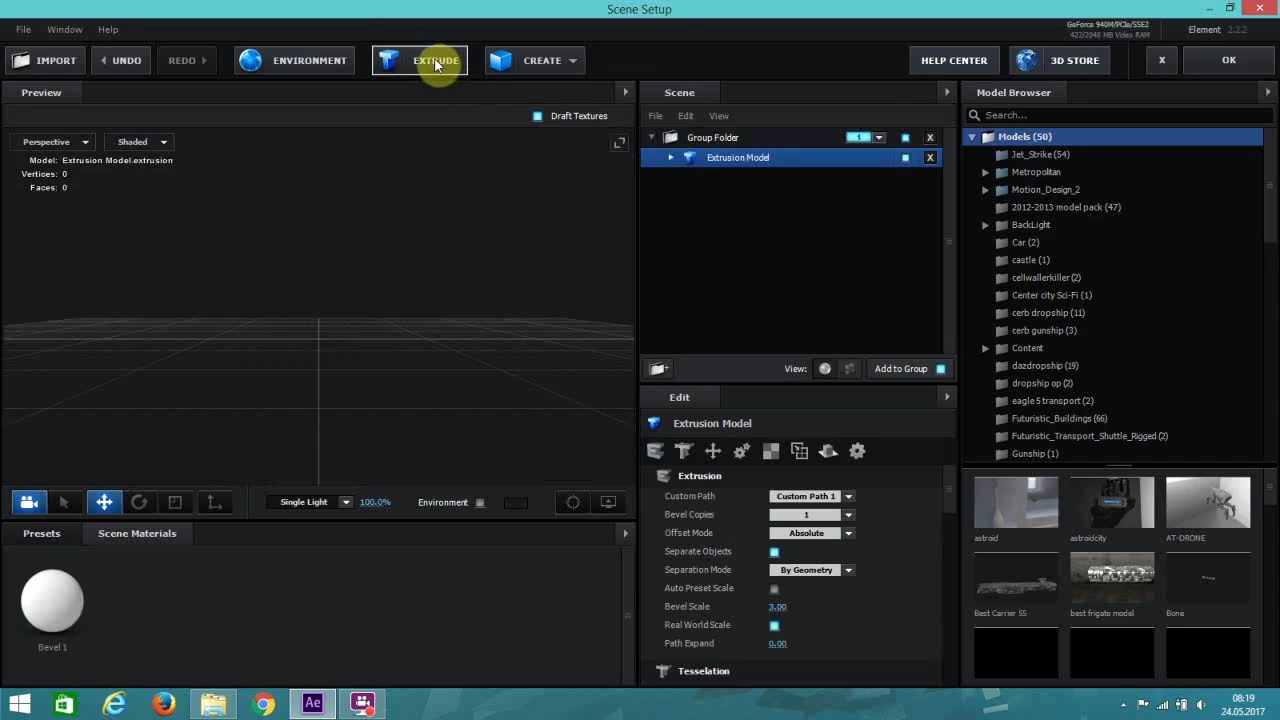 Scene Setup
File Window Help
GeForce 940M/PCIe/SSE2
422/2048 MB Video RAM
Element 2.2.2
IMPORT UNDO REDO ENVIRONMENT EXTRUDE CREATE HELP CENTER 3D STORE X OK
Preview
Draft Textures
Perspective Shaded
Model: Extrusion Model.extrusion
Vertices: 0
Faces: 0
Single Light 100.0% Environment
Presets Scene Materials
Bevel 1
Scene
File Edit View
Group Folder 1 X
Extrusion Model X
View: Add to Group
Edit
Extrusion Model
Extrusion
Custom Path Custom Path 1
Bevel Copies 1
Offset Mode Absolute
Separate Objects
Separation Mode By Geometry
Auto Preset Scale
Bevel Scale 3.00
Real World Scale
Path Expand 0.00
Tesselation
Model Browser
Search...
Models (50)
Jet_Strike (54)
Metropolitan
Motion_Design_2
2012-2013 model pack (47)
BackLight
Car (2)
castle (1)
cellwallerkiller (2)
Center city Sci-Fi (1)
cerb dropship (11)
cerb gunship (3)
Content
dazdropship (19)
dropship op (2)
eagle 5 transport (2)
Futuristic_Buildings (66)
Futuristic_Transport_Shuttle_Rigged (2)
Gunship (1)
astroid astroidcity AT-DRONE
Best Carrier S5 best frigate model Bone
Ae
08:19
24.05.2017